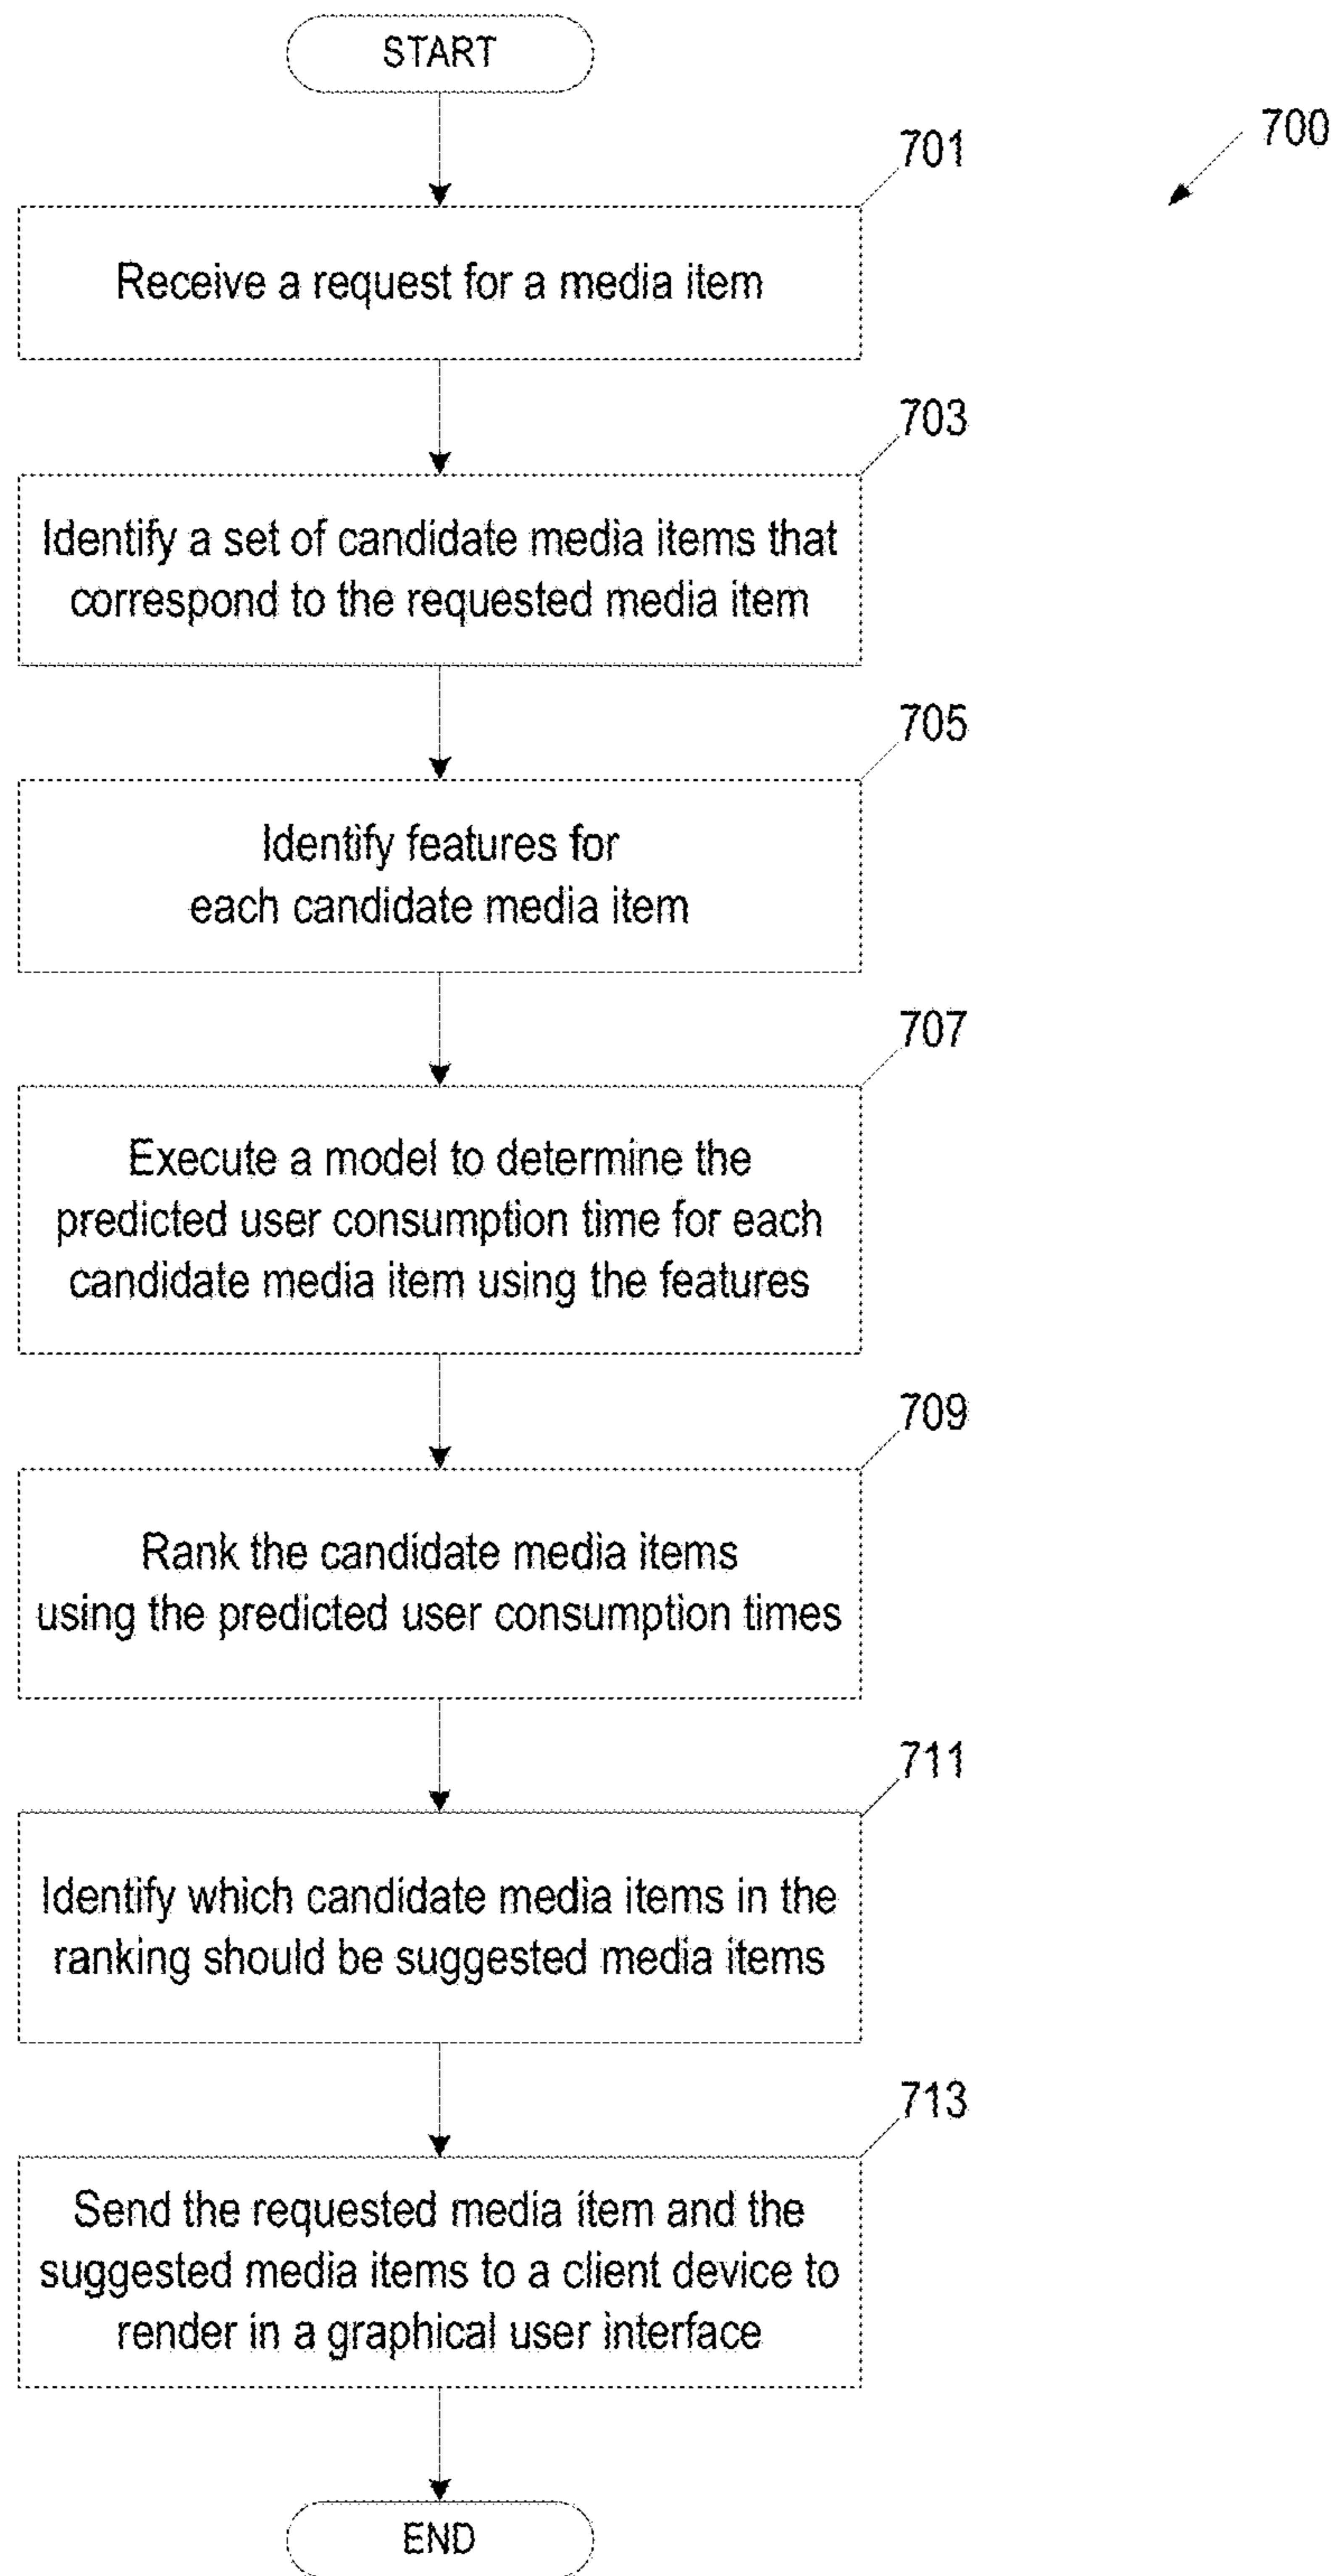 START
700
701
Receive a request for a media item
703
Identify a set of candidate media items that
correspond to the requested media item
705
Identify features for
each candidate media item
707
Execute a model to determine the
predicted user consumption time for each
candidate media item using the features
709
Rank the candidate media items
using the predicted user consumption times
711
Identify which candidate media items in the
ranking should be suggested media items
713
Send the requested media item and the
suggested media items to a client device to
render in a graphical user interface
END